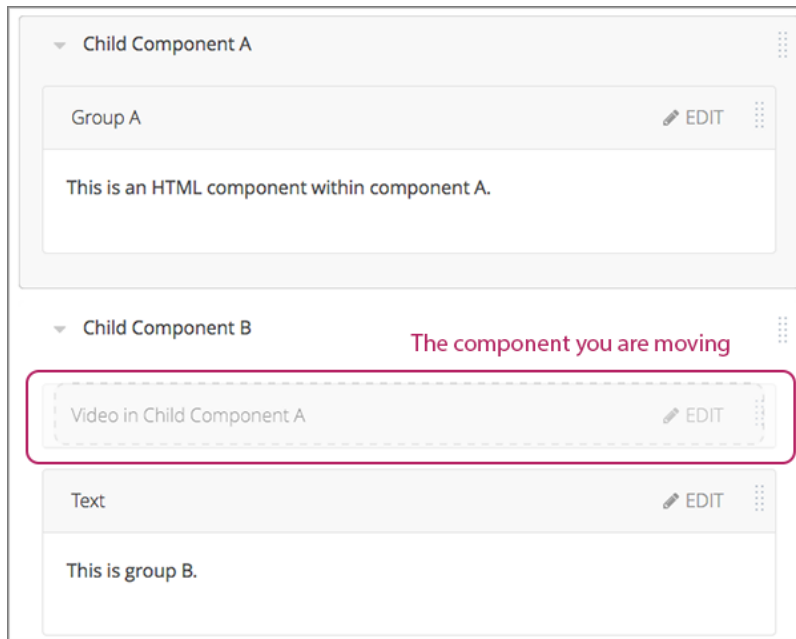 Child Component A
Group A EDIT
This is an HTML component within component A.
Child Component B
The component you are moving
Video in Child Component A EDIT
Text EDIT
This is group B.